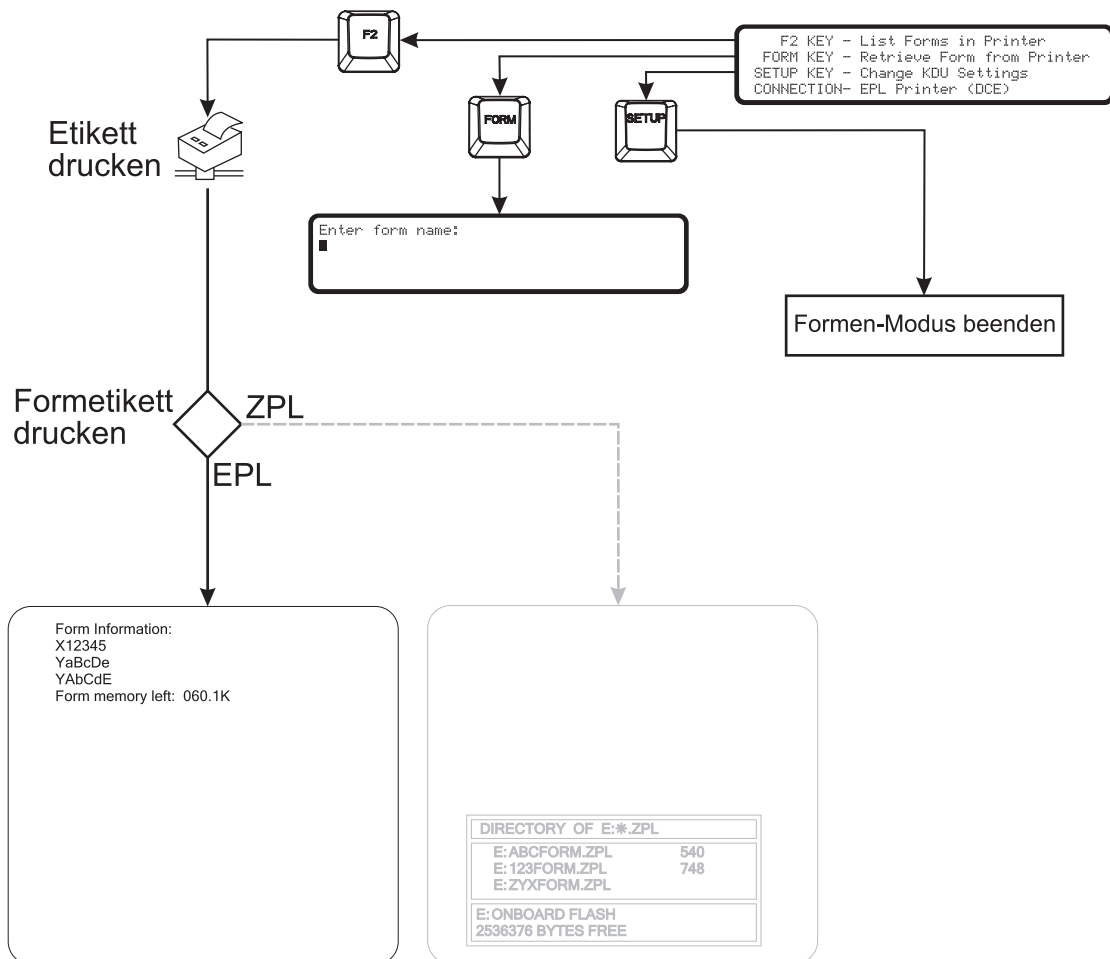 F2
F2 KEY - List Forms in Printer
FORM KEY - Retrieve Form from Printer
SETUP KEY - Change KDU Settings
CONNECTION- EPL Printer (DCE)
FORM
SETUP
Etikett
drucken
Enter form name:
Formen-Modus beenden
Formetikett
drucken
ZPL
EPL
Form Information:
X12345
YaBcDe
YAbCdE
Form memory left: 060.1K
DIRECTORY OF E:*.ZPL
E:ABCFORM.ZPL 540
E:123FORM.ZPL 748
E:ZYXFORM.ZPL
E:ONBOARD FLASH
2536376 BYTES FREE